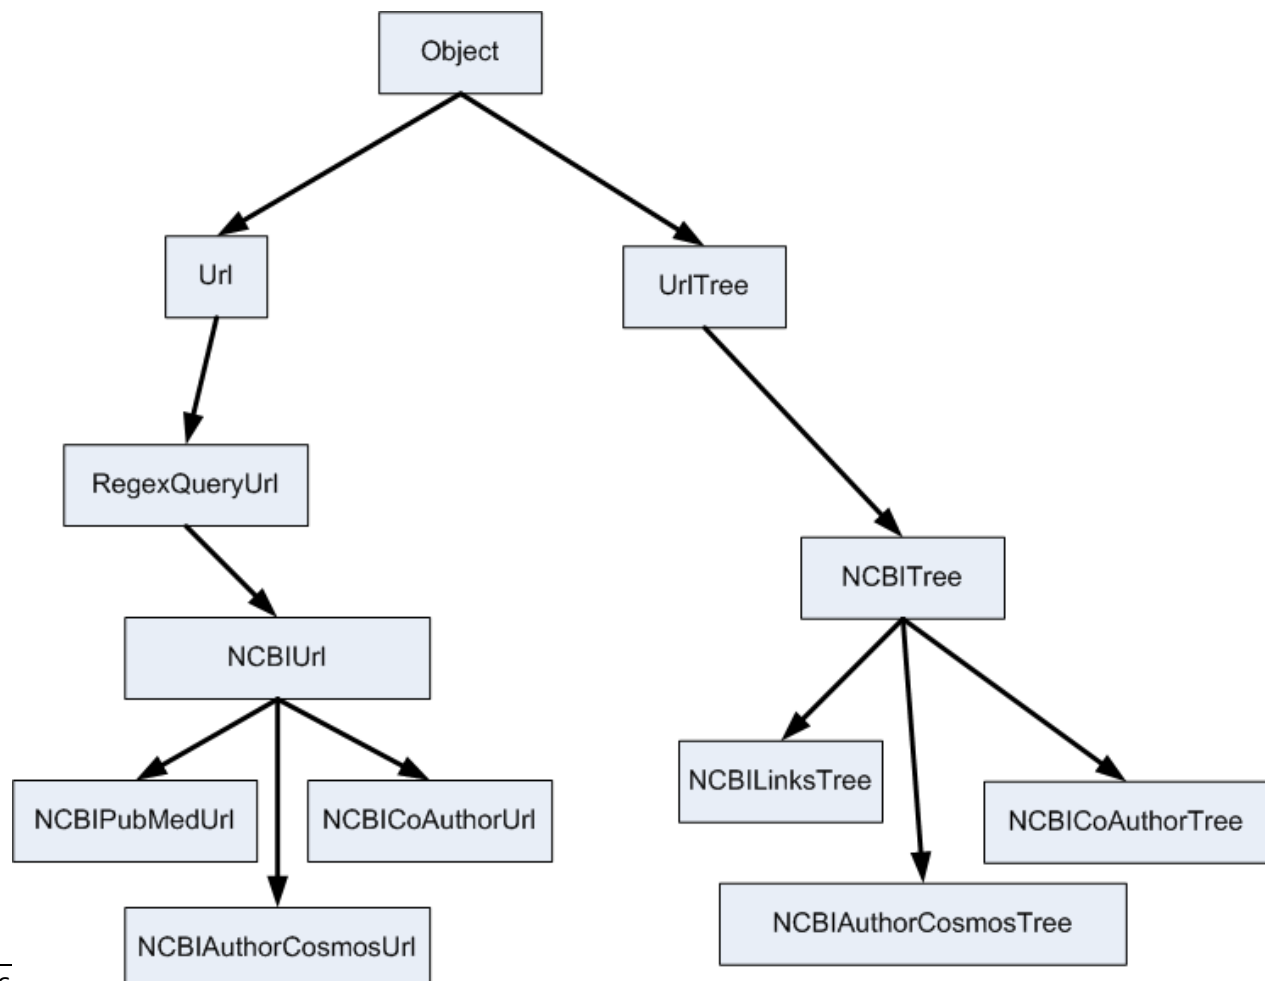 Object
Url
UrlTree
RegexQueryUrl
NCBITree
NCBIUrl
NCBILinksTree
NCBIPubMedUrl
NCBICoAuthorUrl
NCBICoAuthorTree
NCBIAuthorCosmosTree
NCBIAuthorCosmosUrl